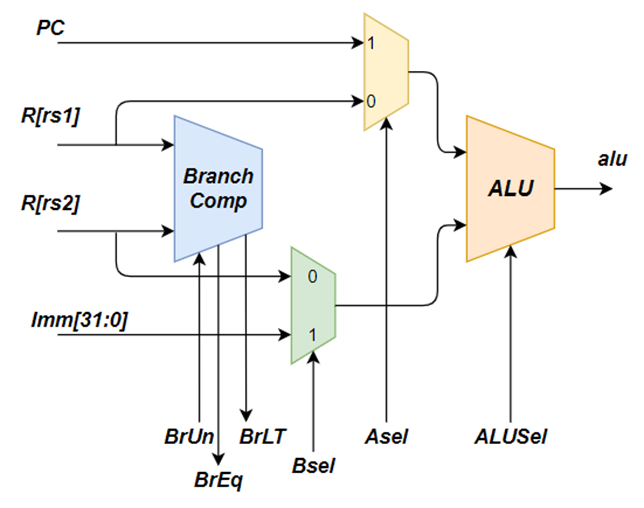 PC
1
0
R[rs1]
Branch
Comp
ALU
alu
R[rs2]
0
Imm[31:0]
1
BrUn
BrLT
Asel
ALUSel
Bsel
BrEq